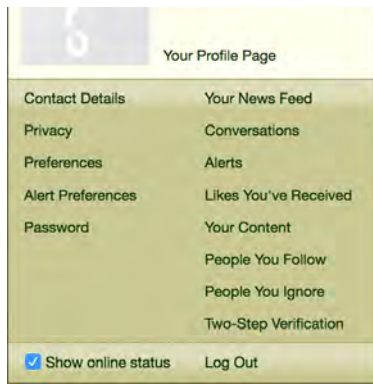 Your Profile Page
Contact Details
Your News Feed
Privacy
Conversations
Preferences
Alerts
Alert Preferences
Likes You've Received
Password
Your Content
People You Follow
People You Ignore
Two-Step Verification
Show online status
Log Out